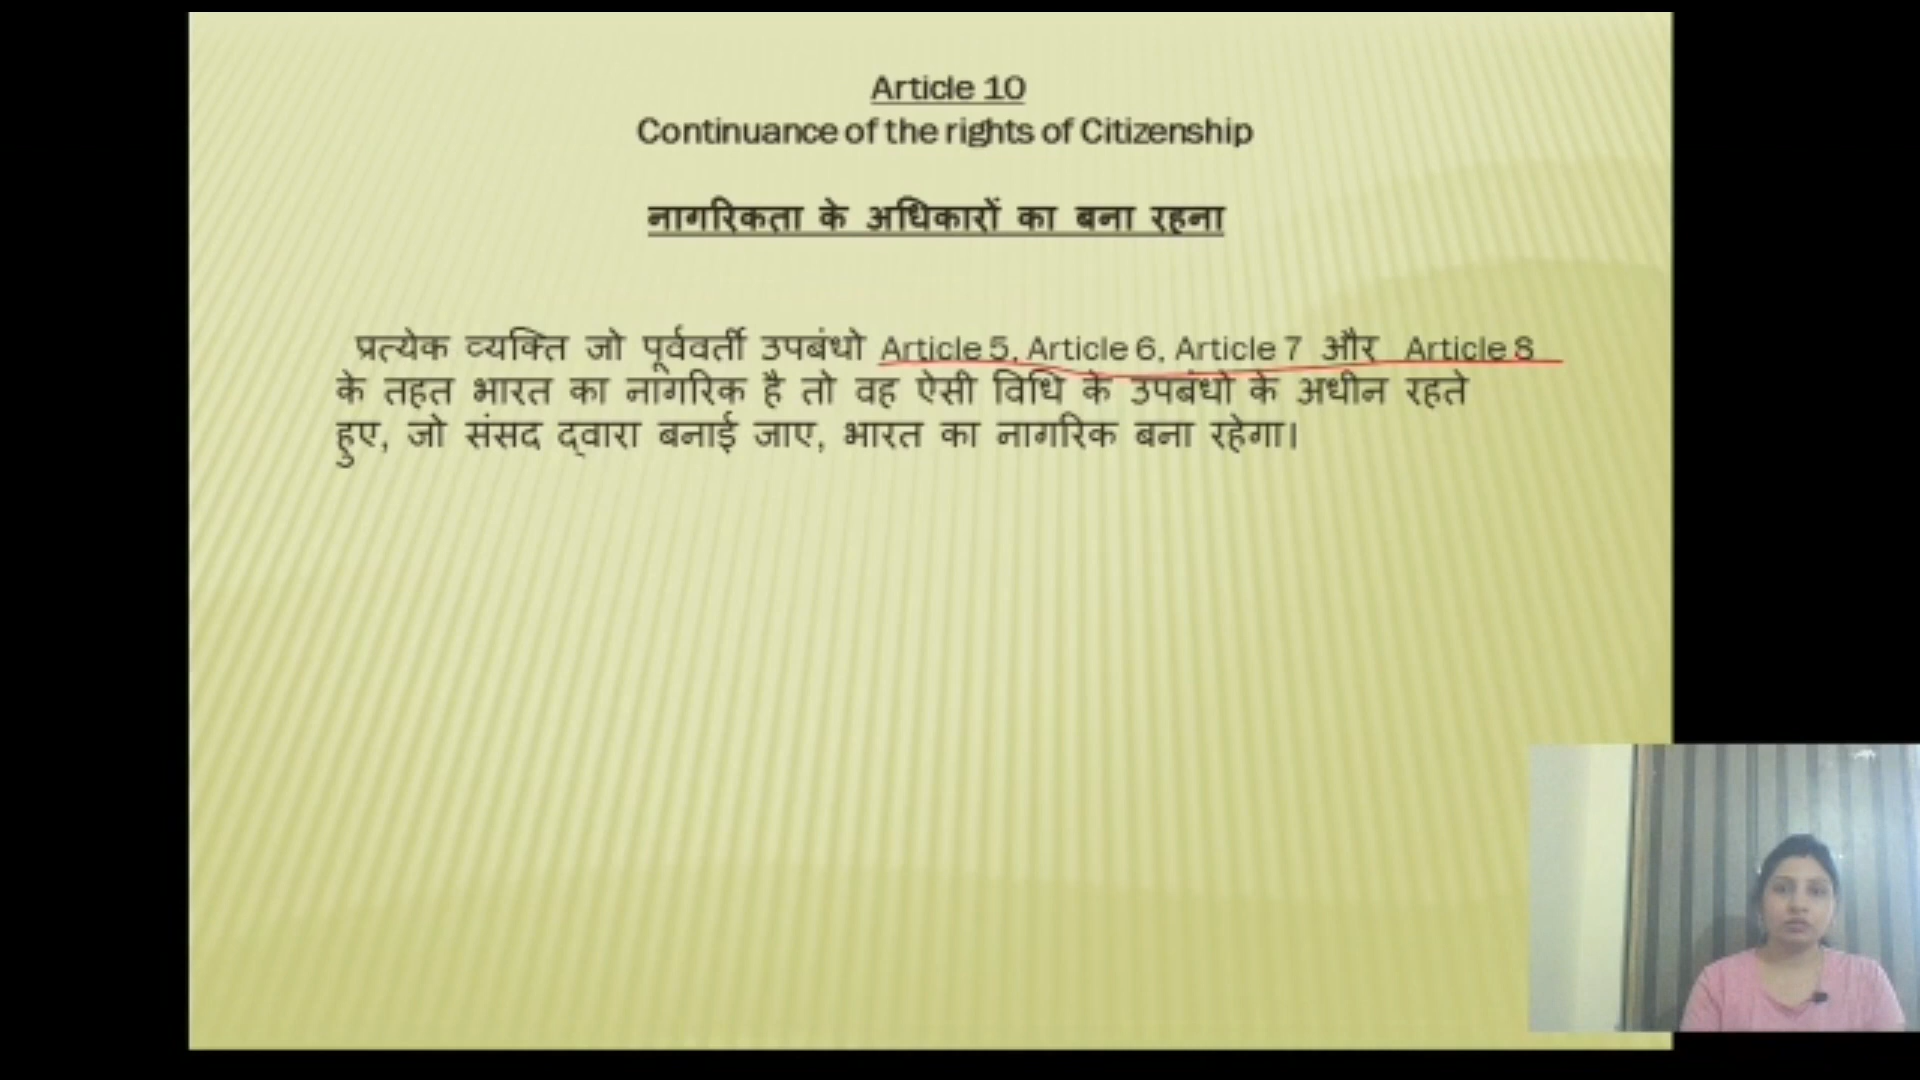 Article 10
Continuance of the rights of Citizenship
नागरिकता के अधिकारों का बना रहना
प्रत्येक व्यक्ति जो पूर्ववर्ती उपबंधो Article 5, Article 6, Article 7 और Article 8
के तहत भारत का नागरिक है तो वह ऐसी विधि के उपबंधो के अधीन रहते
हुए, जो संसद द्वारा बनाई जाए, भारत का नागरिक बना रहेगा।